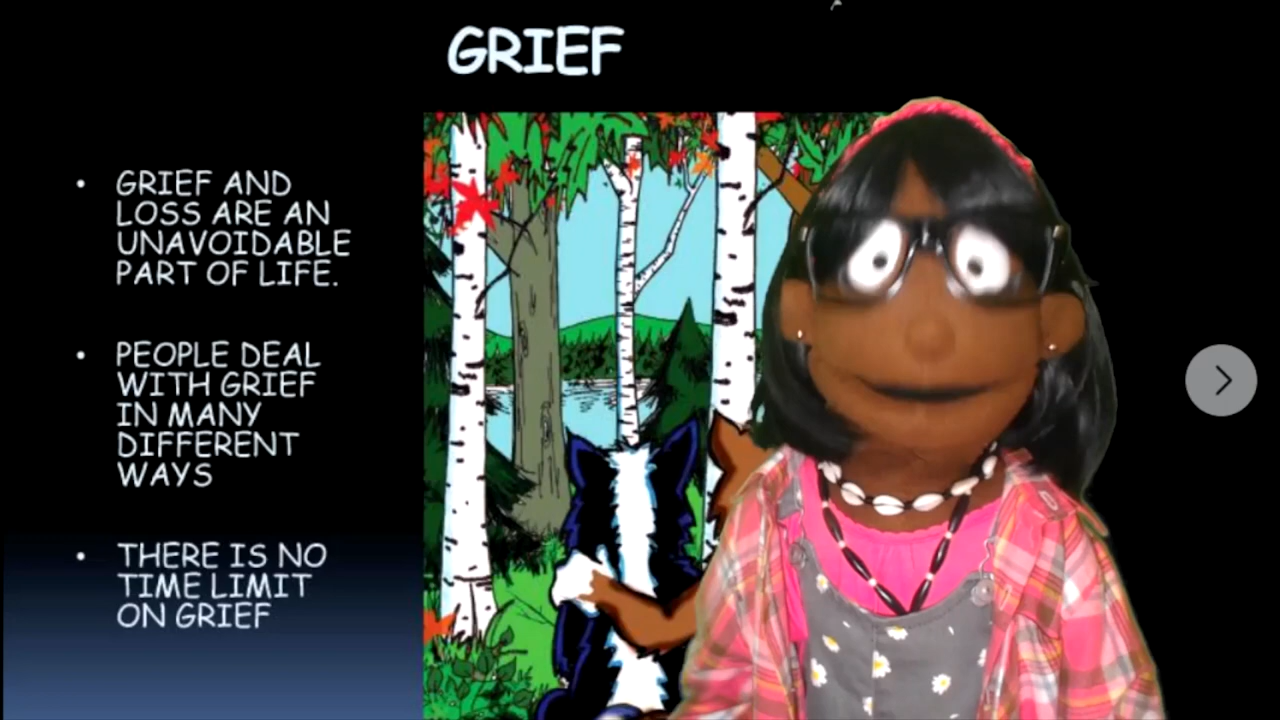 GRIEF
• GRIEF AND
LOSS ARE AN
UNAVOIDABLE
PART OF LIFE.
• PEOPLE DEAL
WITH GRIEF
IN MANY
DIFFERENT
WAYS
• THERE IS NO
TIME LIMIT
ON GRIEF